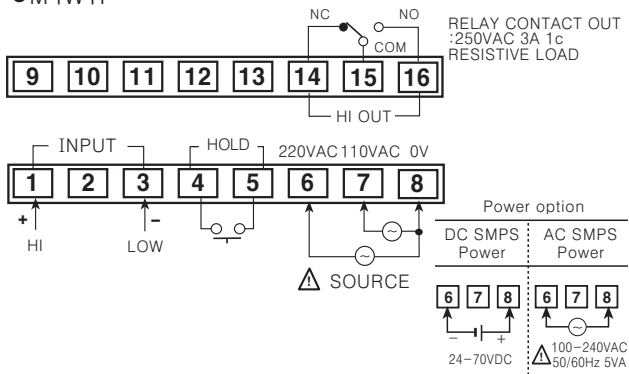 NC NO
COM
RELAY CONTACT OUT
:250VAC 3A 1c
RESISTIVE LOAD
9 10 11 12 13 14 15 16
HI OUT
INPUT HOLD 220VAC 110VAC 0V
1 2 3 4 5 6 7 8
+ −
HI LOW
SOURCE
Power option
DC SMPS
Power
AC SMPS
Power
6 7 8
6 7 8
− +
24-70VDC
100-240VAC
50/60Hz 5VA